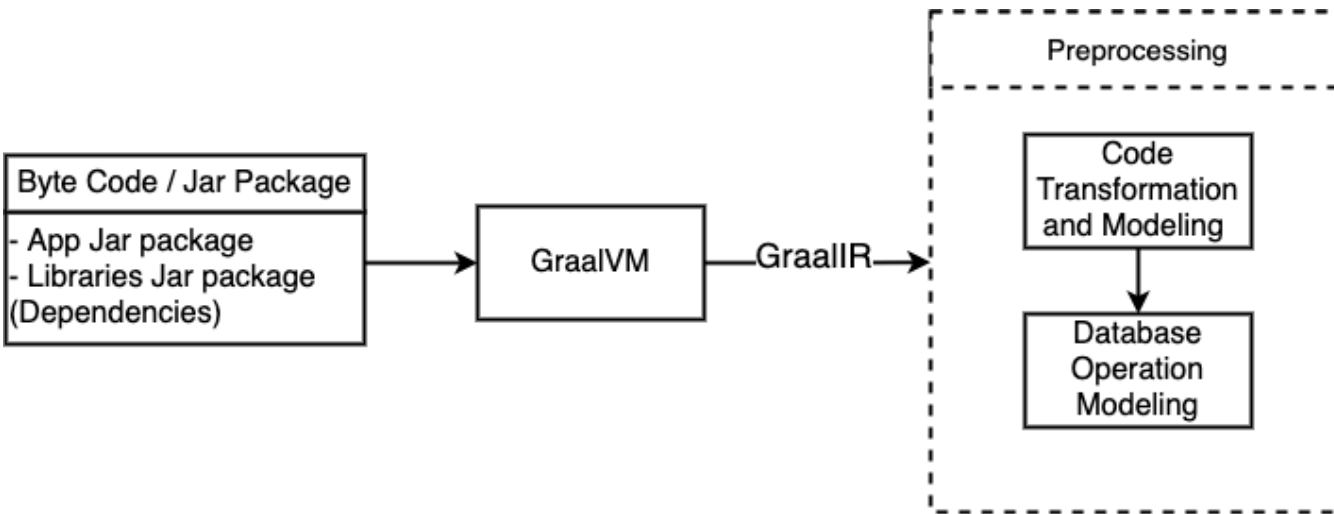 Byte Code / Jar Package
- App Jar package
- Libraries Jar package
(Dependencies)
GraalVM
GraalIR
Preprocessing
Code
Transformation
and Modeling
Database
Operation
Modeling